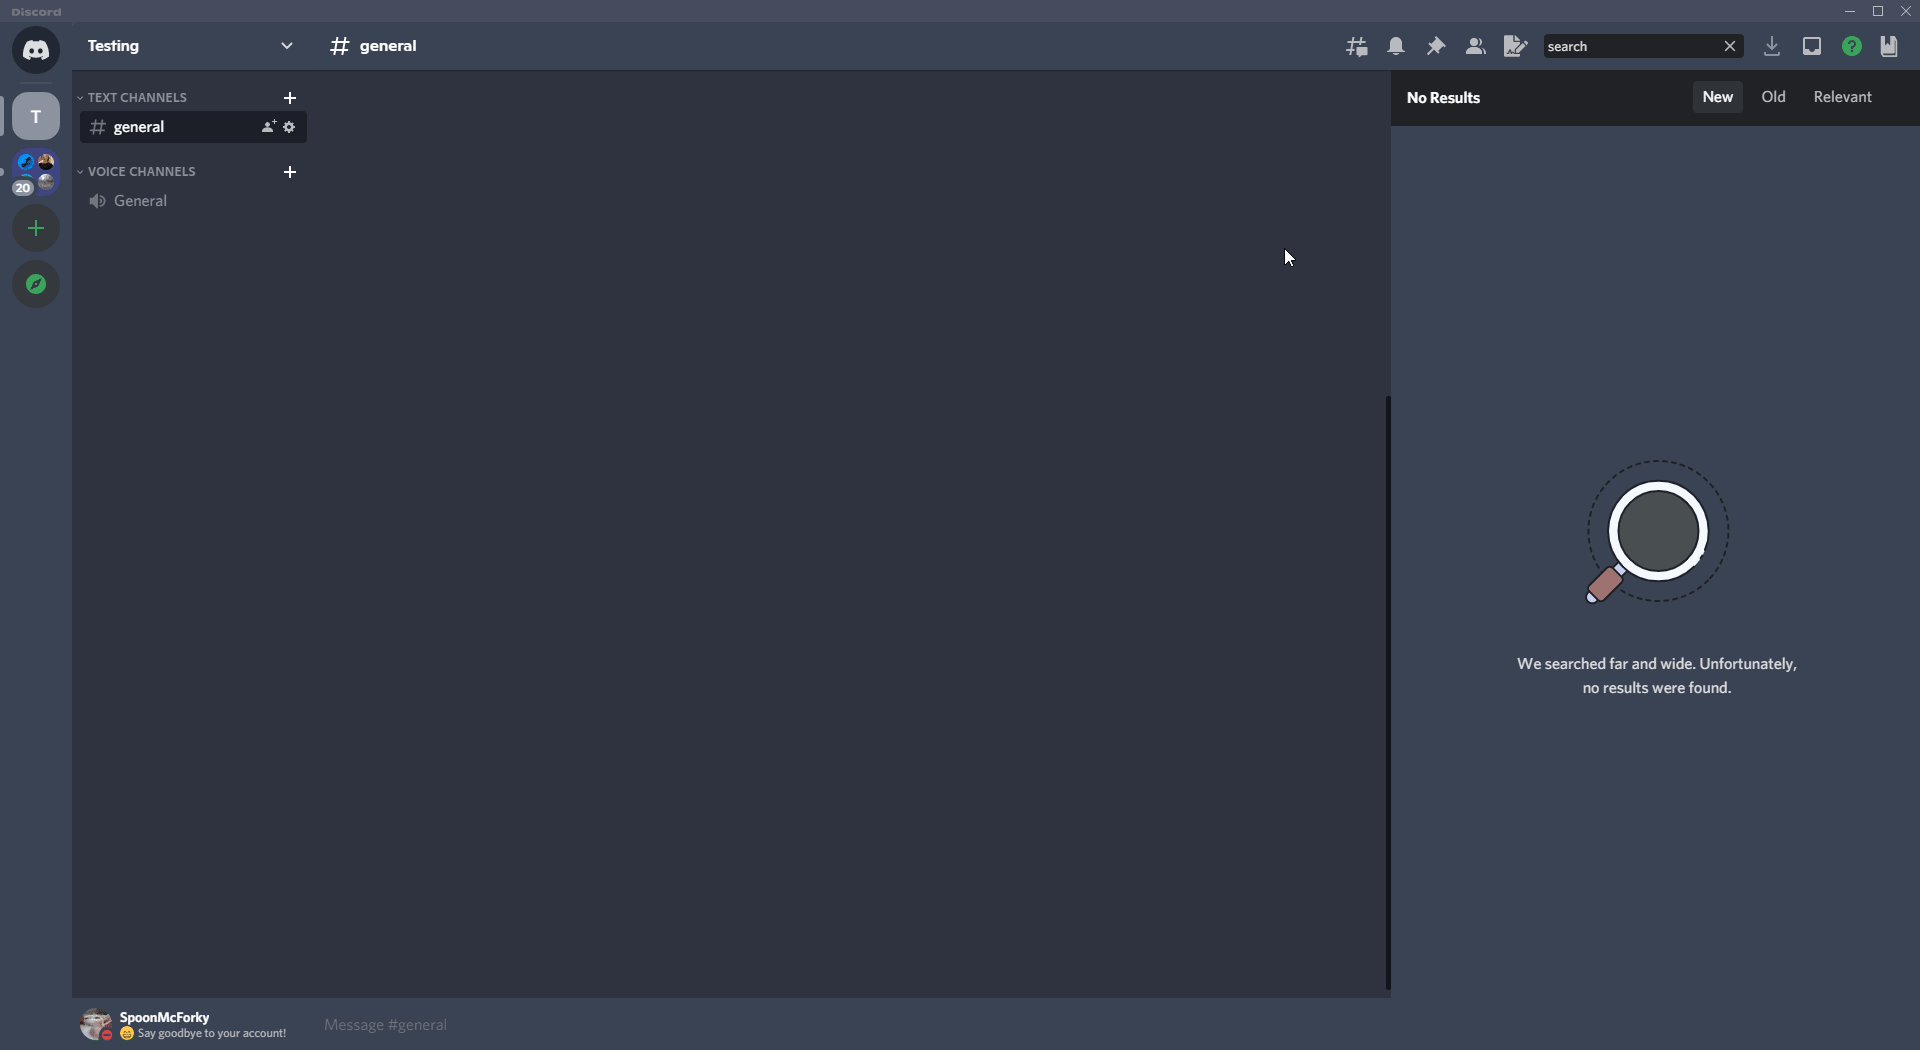 Discord
Testing
general
search
TEXT CHANNELS
general
VOICE CHANNELS
General
T
20
No Results
New
Old
Relevant
We searched far and wide. Unfortunately,
no results were found.
SpoonMcForky
Say goodbye to your account!
Message #general